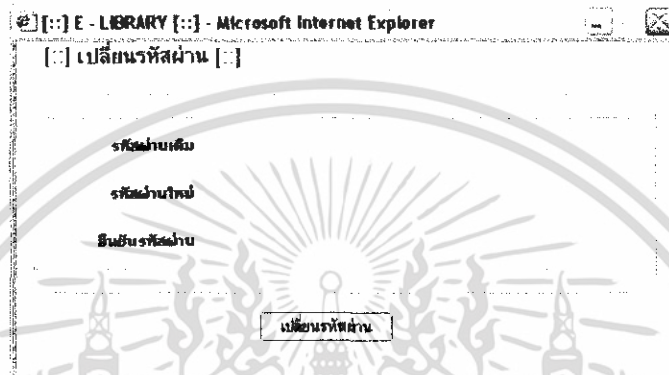 [::] E - LIBRARY [::] - Microsoft Internet Explorer
[::] เปลี่ยนรหัสผ่าน [::]
รหัสผ่านเดิม
รหัสผ่านใหม่
ยืนยันรหัสผ่าน
เปลี่ยนรหัสผ่าน